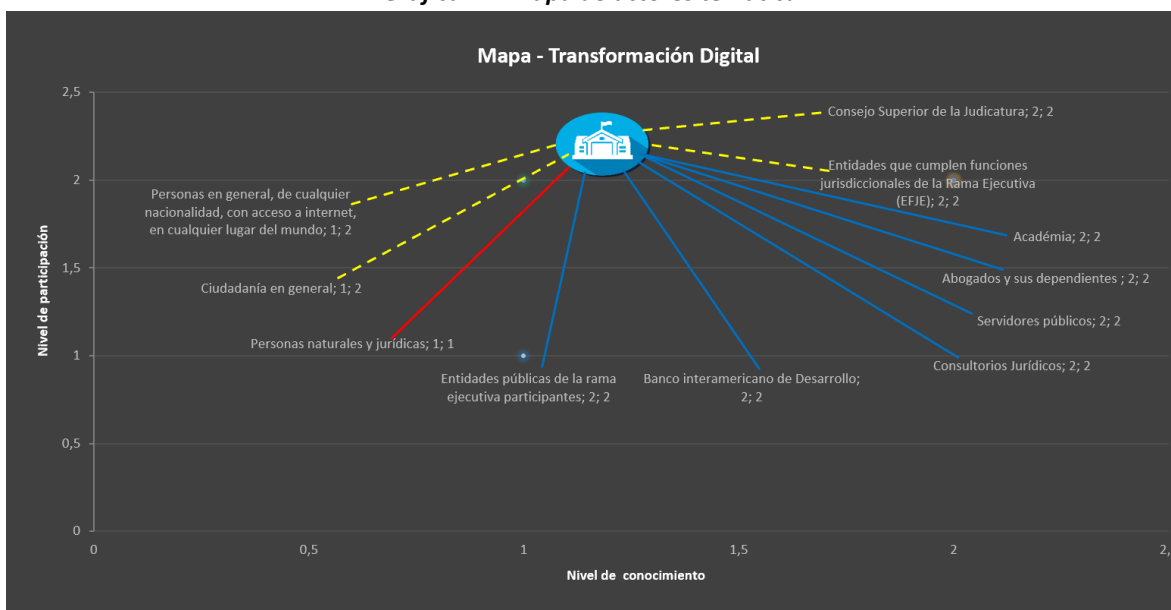 Mapa - Transformación Digital
2,5
2
1,5
1
0,5
0
Nivel de participación
Consejo Superior de la Judicatura; 2; 2
Entidades que cumplen funciones
jurisdiccionales de la Rama Ejecutiva
(EFJE); 2; 2
Personas en general, de cualquier
nacionalidad, con acceso a internet,
en cualquier lugar del mundo; 1; 2
Académia; 2; 2
Abogados y sus dependientes ; 2; 2
Ciudadanía en general; 1; 2
Servidores públicos; 2; 2
Personas naturales y jurídicas; 1; 1
Consultorios Jurídicos; 2; 2
Entidades públicas de la rama
ejecutiva participantes; 2; 2
Banco interamericano de Desarrollo;
2; 2
0
0,5
1
1,5
2
2,
Nivel de conocimiento